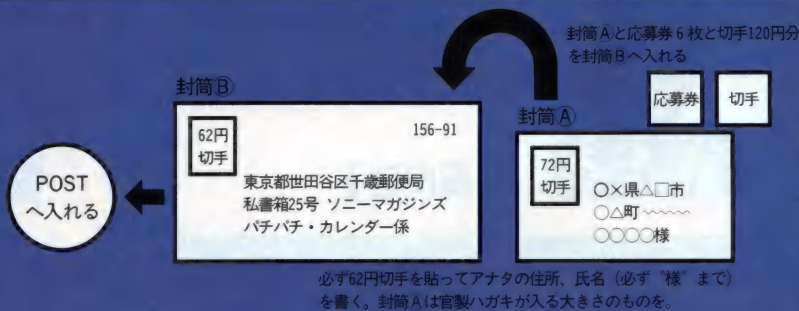 封筒Ⓐと応募券6枚と切手120円分
を封筒Ⓑへ入れる
応募券
切手
封筒Ⓐ
72円
切手
○×県△□市
○△町〜〜〜
○○○○様
封筒Ⓑ
62円
切手
156-91
東京都世田谷区千歳郵便局
私書箱25号 ソニーマガジンズ
パチパチ・カレンダー係
POST
へ入れる
必ず62円切手を貼ってアナタの住所、氏名(必ず〝様〟まで)
を書く。封筒Ⓐは官製ハガキが入る大きさのものを。